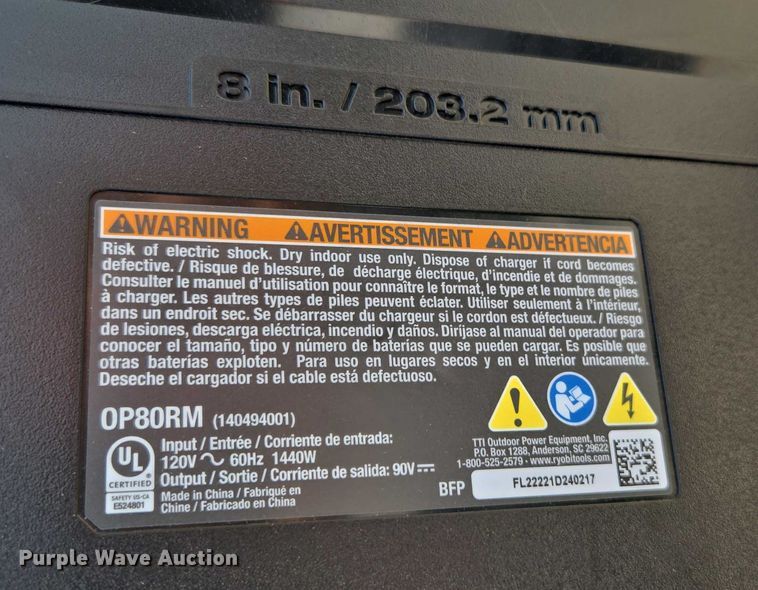 8 in. / 203.2 mm
WARNING AVERTISSEMENT ADVERTENCIA
Risk of electric shock. Dry indoor use only. Dispose of charger if cord becomes
defective. / Risque de blessure, de décharge électrique, d'incendie et de dommages.
Consulter le manuel d'utilisation pour connaître le format, le type et le nombre de piles
à charger. Les autres types de piles peuvent éclater. Utiliser seulement à l'intérieur,
dans un endroit sec. Se débarrasser du chargeur si le cordon est défectueux. / Riesgo
de lesiones, descarga eléctrica, incendio y daños. Dirijase al manual del operador para
conocer el tamaño, tipo y número de baterías que se pueden cargar. Es posible que
otras baterías exploten. Para uso en lugares secos y en el interior únicamente.
Deseche el cargador si el cable está defectuoso.
OP80RM (140494001)
UL
CERTIFIED
SAFETY US-CA
E524801
Input / Entrée / Corriente de entrada:
120V ~ 60Hz 1440W
Output / Sortie / Corriente de salida: 90V ⎓
Made in China / Fabriqué en
Chine / Fabricado en China
TTI Outdoor Power Equipment, Inc.
P.O. Box 1288, Anderson, SC 29622
1-800-525-2579 · www.ryobitools.com
BFP FL22221D240217
Purple Wave Auction